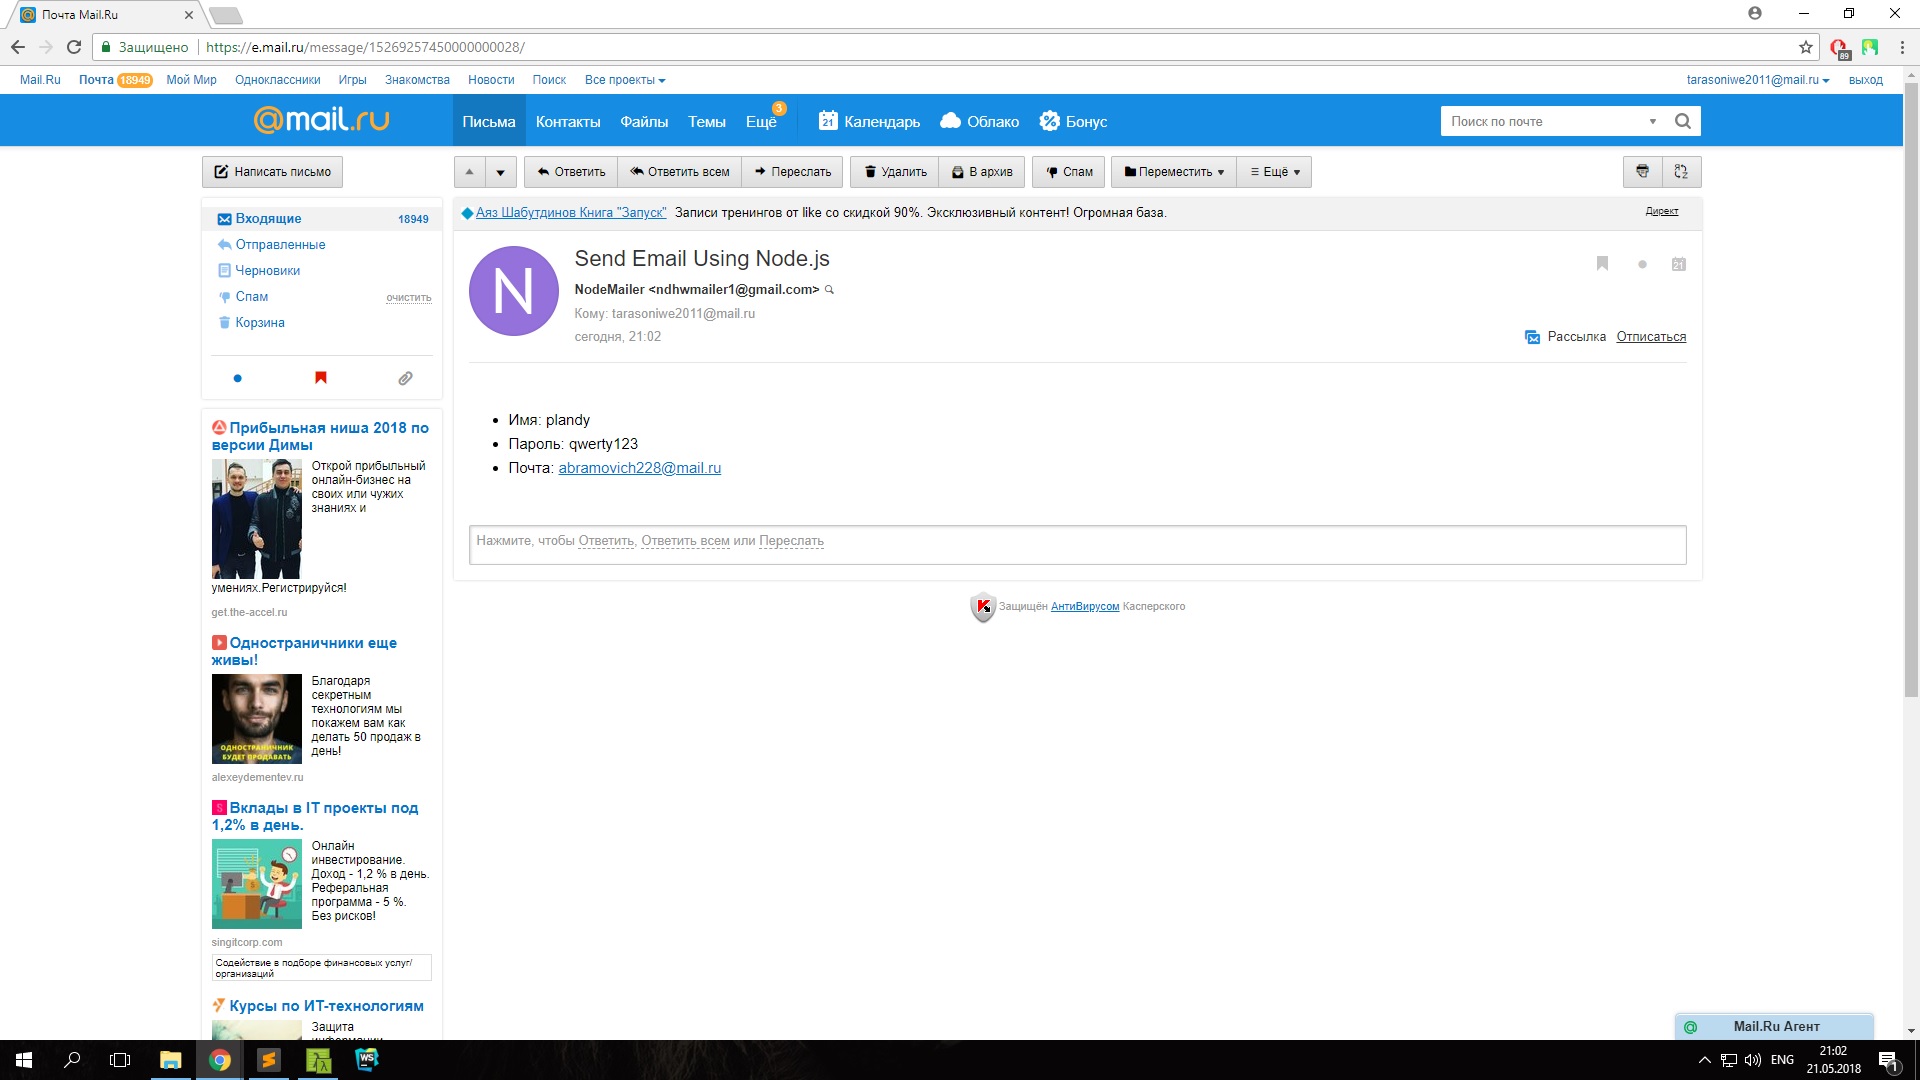 Почта Mail.Ru
Защищено https://e.mail.ru/message/15269257450000000028/
89
Mail.Ru Почта 18949 Мой Мир Одноклассники Игры Знакомства Новости Поиск Все проекты tarasoniwe2011@mail.ru выход
@mail.ru Письма Контакты Файлы Темы Ещё 3 21 Календарь Облако Бонус Поиск по почте
Написать письмо Ответить Ответить всем Переслать Удалить В архив Спам Переместить Ещё
Входящие 18949
Отправленные
Черновики
Спам очистить
Корзина
Аяз Шабутдинов Книга "Запуск" Записи тренингов от like со скидкой 90%. Эксклюзивный контент! Огромная база. Директ
N
Send Email Using Node.js
21
NodeMailer <ndhwmailer1@gmail.com>
Кому: tarasoniwe2011@mail.ru
сегодня, 21:02
Рассылка Отписаться
Имя: plandy
Пароль: qwerty123
Почта: abramovich228@mail.ru
Нажмите, чтобы Ответить, Ответить всем или Переслать
Защищён АнтиВирусом Касперского
Прибыльная ниша 2018 по
версии Димы
Открой прибыльный
онлайн-бизнес на
своих или чужих
знаниях и
умениях.Регистрируйся!
get.the-accel.ru
Одностраничники еще
живы!
Благодаря
секретным
технологиям мы
покажем вам как
делать 50 продаж в
день!
ОДНОСТРАНИЧНИК
БУДЕТ ПРОДАВАТЬ
alexeydementev.ru
S
Вклады в IT проекты под
1,2% в день.
Онлайн
инвестирование.
Доход - 1,2 % в день.
Реферальная
программа - 5 %.
Без рисков!
singitcorp.com
Содействие в подборе финансовых услуг/
организаций
Курсы по ИТ-технологиям
Защита
информации
Mail.Ru Агент
WS
ENG
21:02
21.05.2018
1